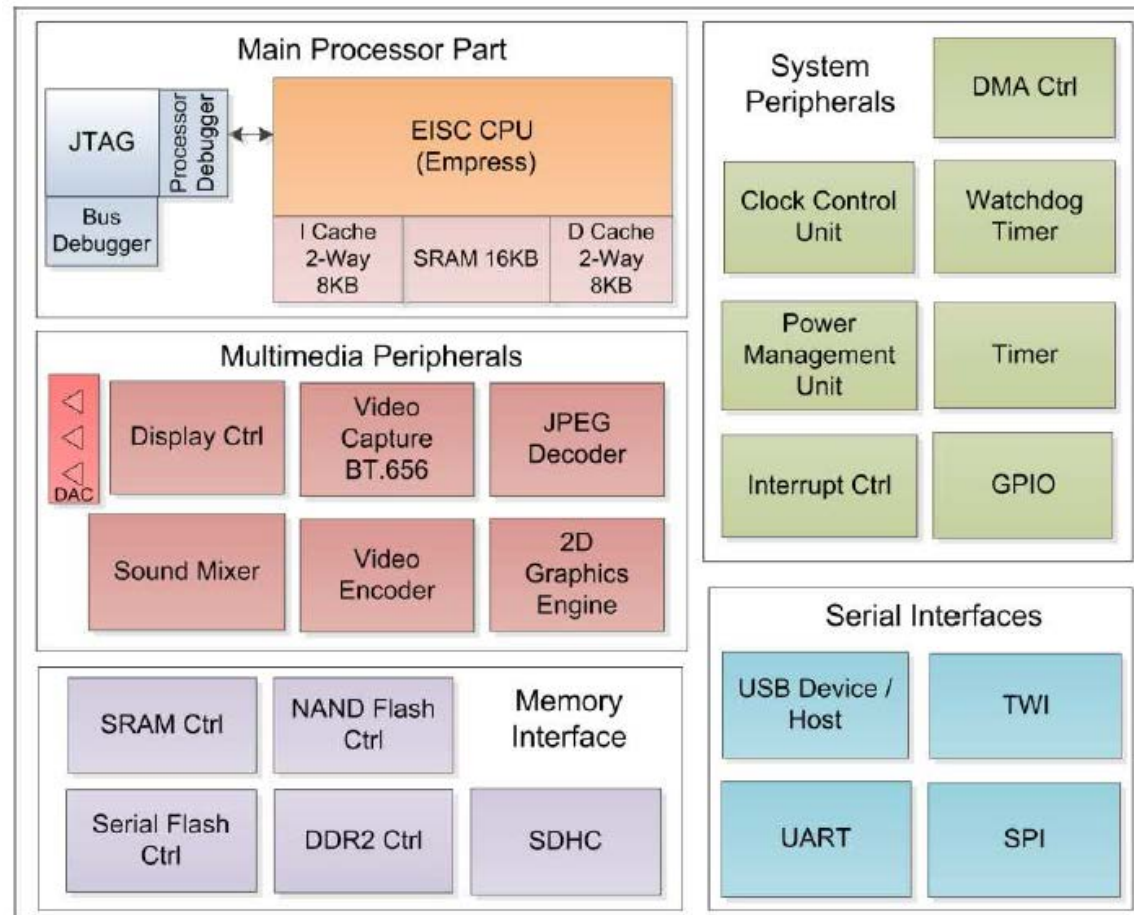 Main Processor Part
JTAG
Processor
Debugger
Bus
Debugger
EISC CPU
(Empress)
I Cache
2-Way
8KB
SRAM 16KB
D Cache
2-Way
8KB
Multimedia Peripherals
DAC
Display Ctrl
Video
Capture
BT.656
JPEG
Decoder
Sound Mixer
Video
Encoder
2D
Graphics
Engine
SRAM Ctrl
NAND Flash
Ctrl
Memory
Interface
Serial Flash
Ctrl
DDR2 Ctrl
SDHC
System
Peripherals
DMA Ctrl
Clock Control
Unit
Watchdog
Timer
Power
Management
Unit
Timer
Interrupt Ctrl
GPIO
Serial Interfaces
USB Device /
Host
TWI
UART
SPI